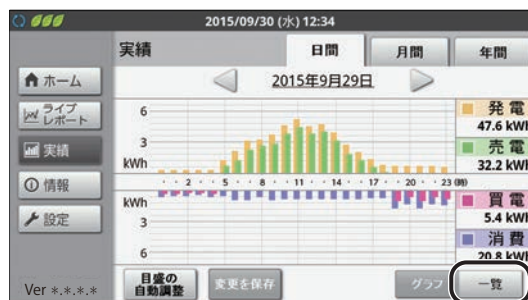 2015/09/30 (水) 12:34
実績 日間 月間 年間
2015年9月29日
ホーム
ライブ
レポート
実績
情報
設定
Ver *.*.*.*
6
3
kWh
· · 2 · · 5 · · 8 · · 11 · · 14 · · 17 · · 20 · · 23 (時)
kWh
3
6
発電
47.6 kWh
売電
32.2 kWh
買電
5.4 kWh
消費
20.8 kWh
目盛の
自動調整
変更を保存
グラフ
一覧